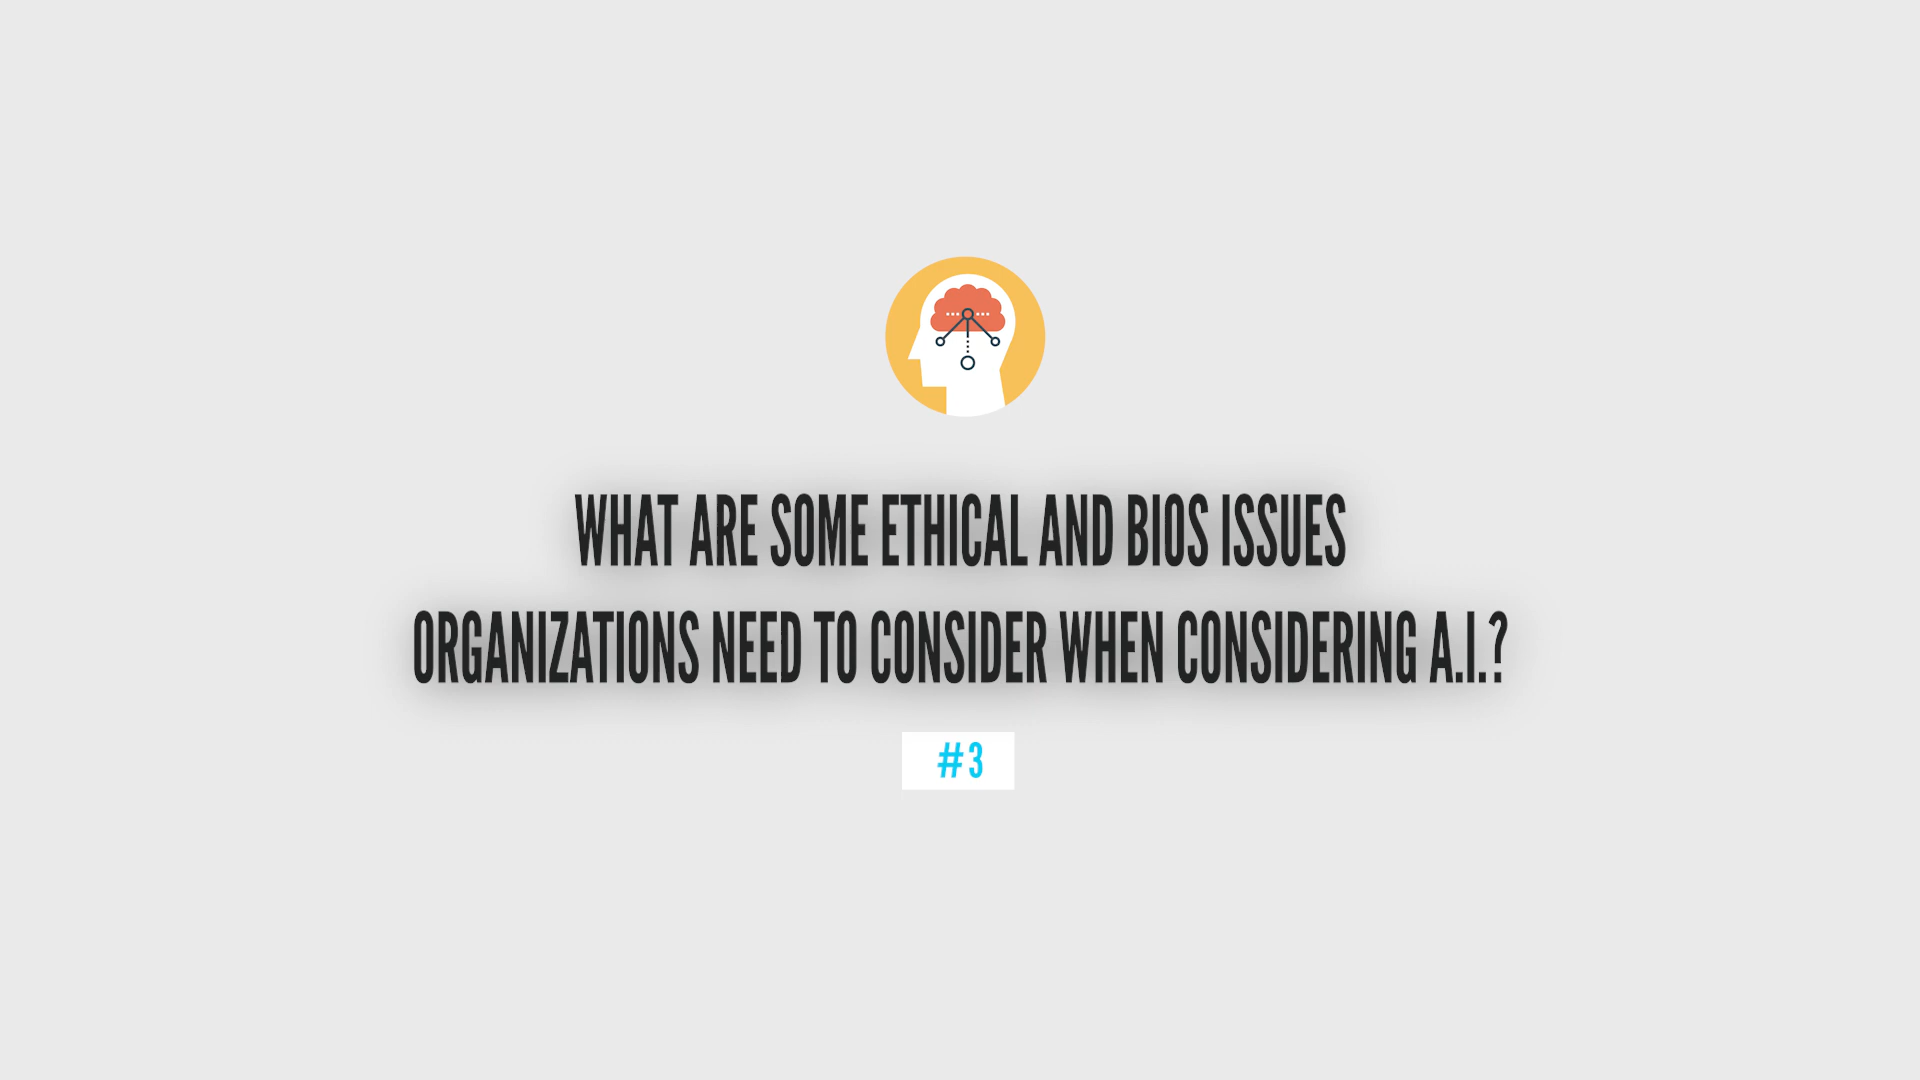 WHAT ARE SOME ETHICAL AND BIOS ISSUES
ORGANIZATIONS NEED TO CONSIDER WHEN CONSIDERING A.I.?
#3